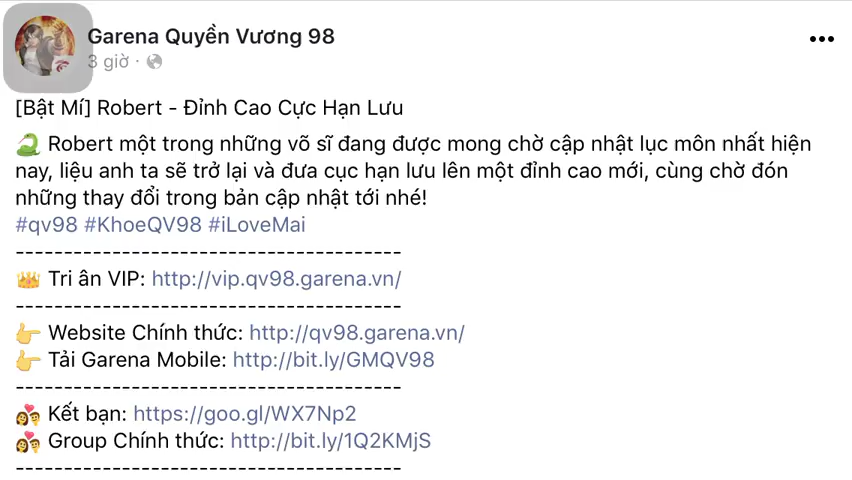 Garena Quyền Vương 98
3 giờ ·
[Bật Mí] Robert - Đỉnh Cao Cực Hạn Lưu
Robert một trong những võ sĩ đang được mong chờ cập nhật lục môn nhất hiện
nay, liệu anh ta sẽ trở lại và đưa cục hạn lưu lên một đỉnh cao mới, cùng chờ đón
những thay đổi trong bản cập nhật tới nhé!
#qv98 #KhoeQV98 #iLoveMai
----------------------------------------
Tri ân VIP: http://vip.qv98.garena.vn/
----------------------------------------
Website Chính thức: http://qv98.garena.vn/
Tải Garena Mobile: http://bit.ly/GMQV98
----------------------------------------
Kết bạn: https://goo.gl/WX7Np2
Group Chính thức: http://bit.ly/1Q2KMjS
----------------------------------------